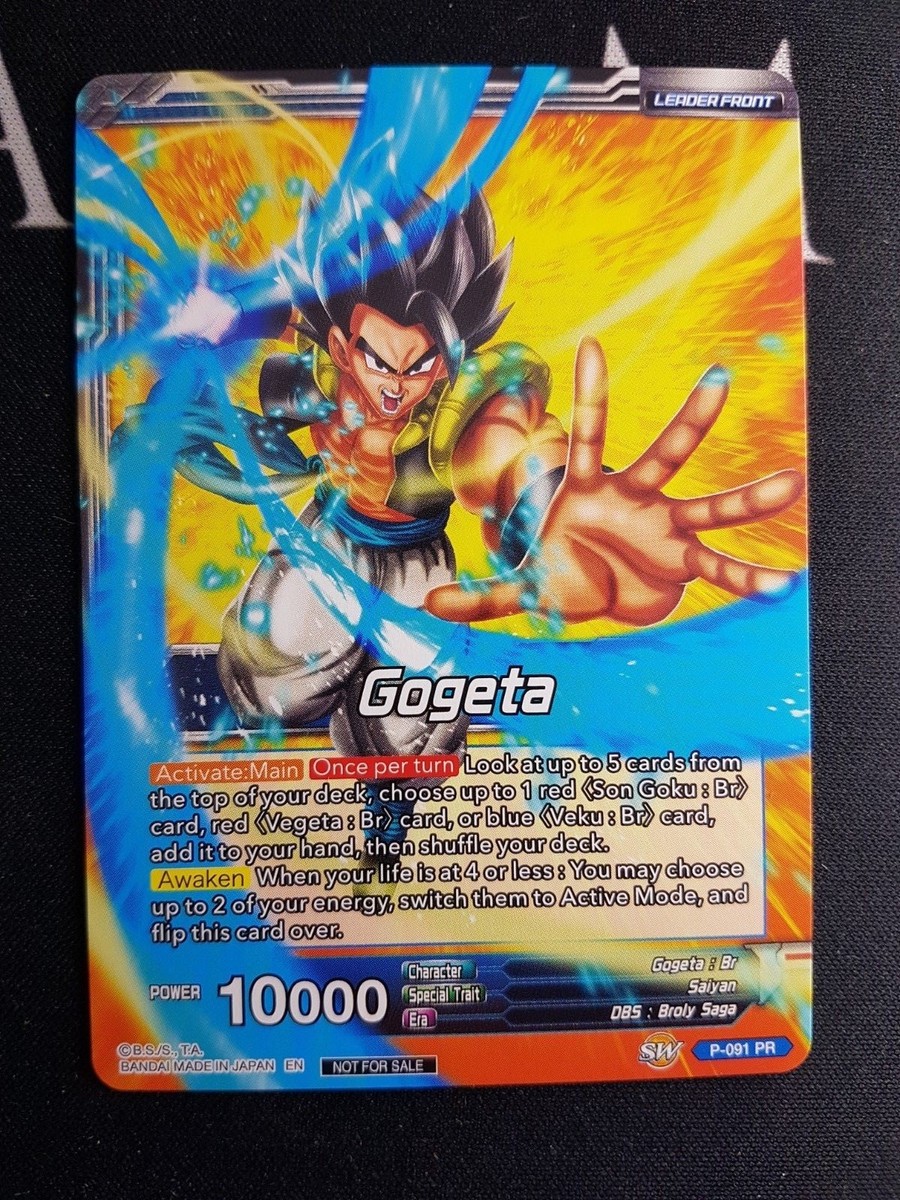 LEADER FRONT
Gogeta
Activate:Main Once per turn Look at up to 5 cards from
the top of your deck, choose up to 1 red 《Son Goku : Br》
card, red 《Vegeta : Br》 card, or blue 《Veku : Br》 card,
add it to your hand, then shuffle your deck.
Awaken When your life is at 4 or less : You may choose
up to 2 of your energy, switch them to Active Mode, and
flip this card over.
POWER 10000
Character Gogeta : Br
Special Trait Saiyan
Era DBS : Broly Saga
©B.S./S., T.A.
BANDAI MADE IN JAPAN EN NOT FOR SALE
SW P-091 PR